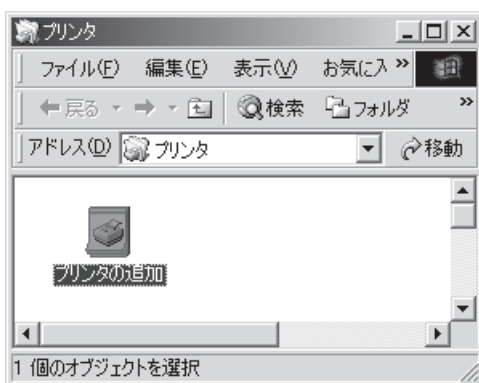 プリンタ
ファイル(F) 編集(E) 表示(V) お気に入 »
戻る 検索 フォルダ »
アドレス(D) プリンタ 移動
プリンタの追加
1 個のオブジェクトを選択